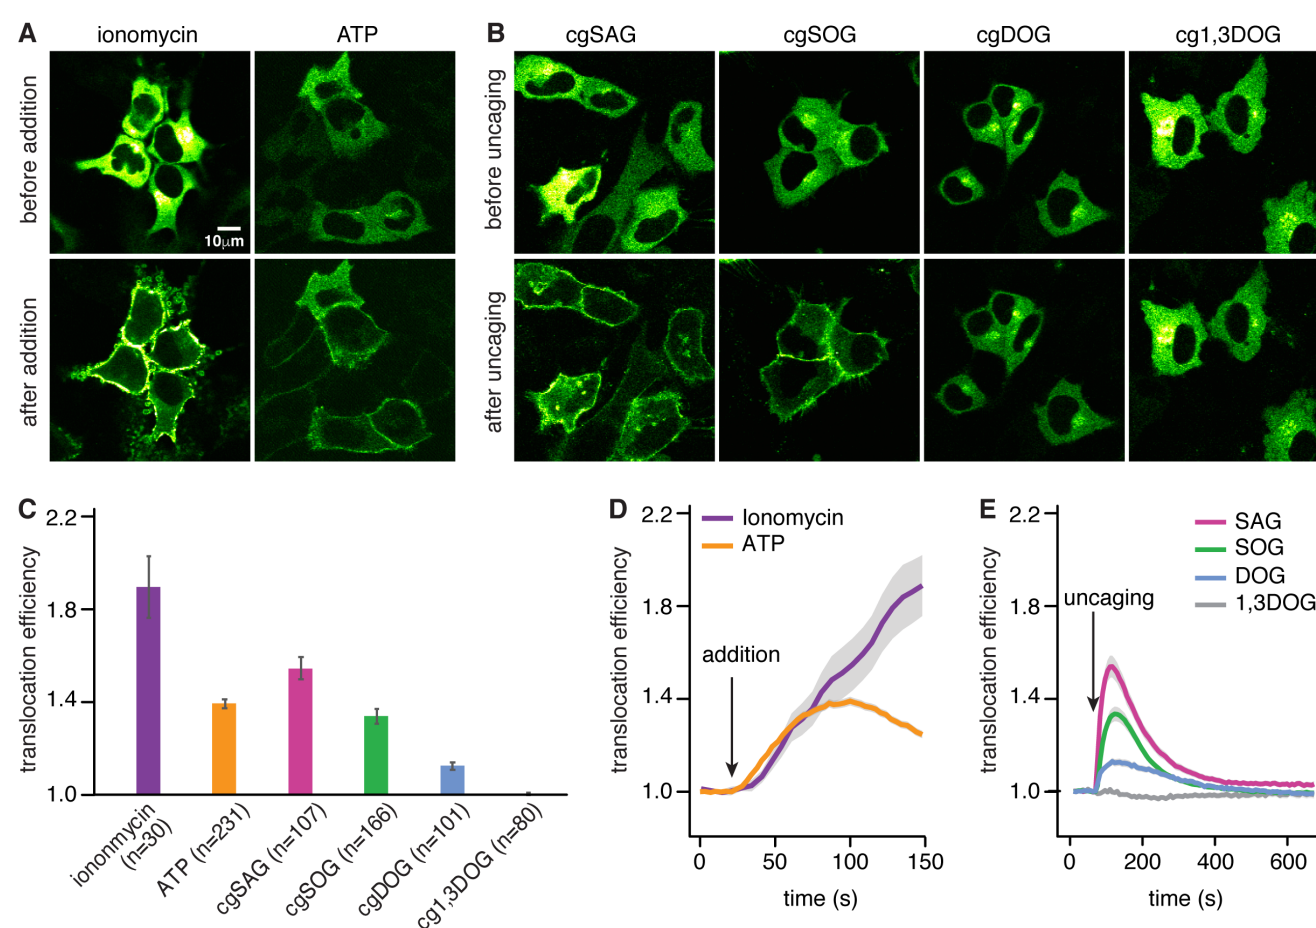 A
ionomycin
ATP
before addition
10μm
after addition
B
cgSAG
cgSOG
cgDOG
cg1,3DOG
before uncaging
after uncaging
C
translocation efficiency
2.2
1.8
1.4
1.0
iononmycin
(n=30)
ATP (n=231)
cgSAG (n=107)
cgSOG (n=166)
cgDOG (n=101)
cg1,3DOG (n=80)
D
translocation efficiency
2.2
1.8
1.4
1.0
Ionomycin
ATP
addition
0
50
100
150
time (s)
E
translocation efficiency
2.2
1.8
1.4
1.0
SAG
SOG
DOG
1,3DOG
uncaging
0
200
400
600
time (s)